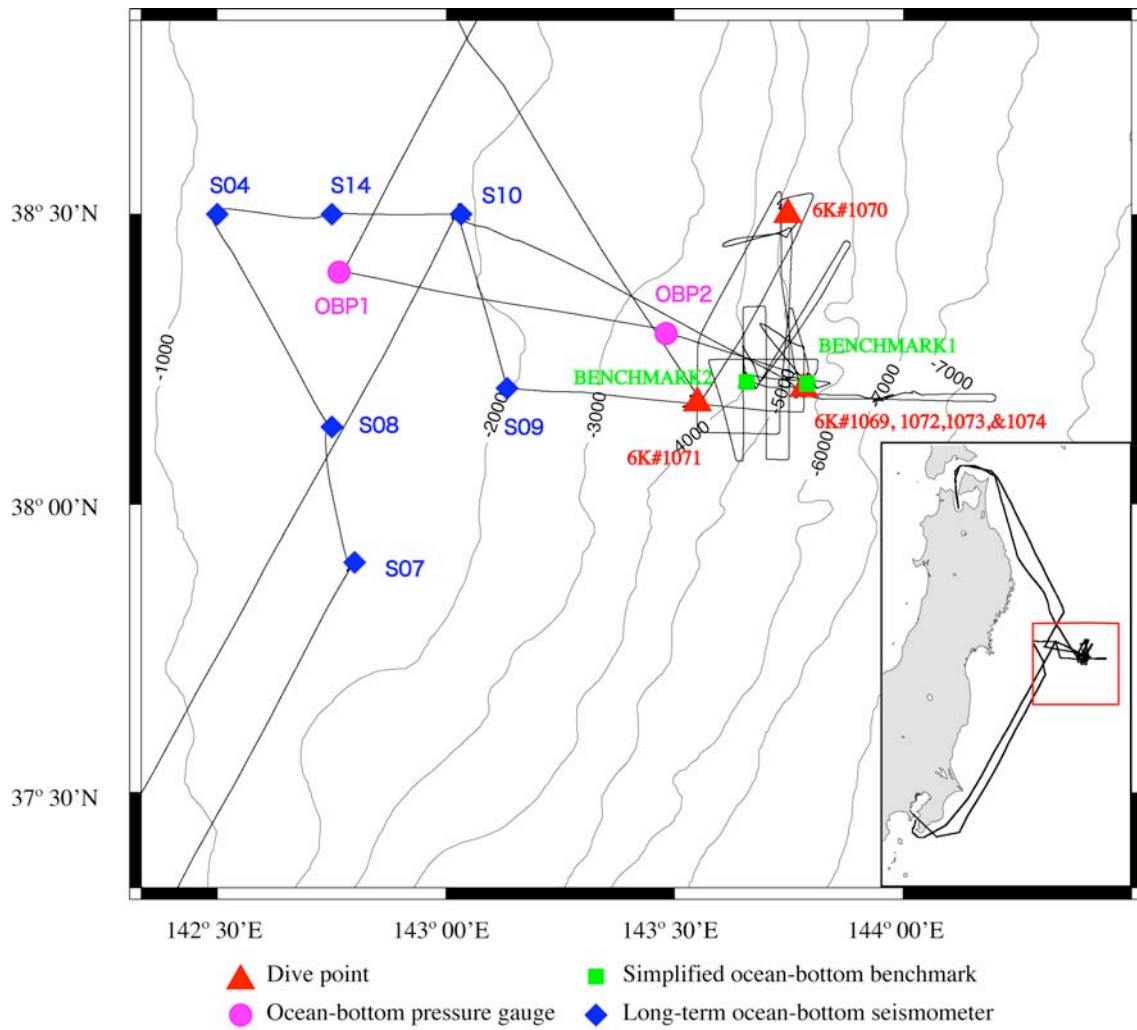 38° 30’N
38° 00’N
37° 30’N
S04
S14
S10
6K#1070
OBP1
OBP2
-1000
BENCHMARK1
BENCHMARK2
-7000
-7000
-5000
-2000
-3000
-4000
-6000
S09
6K#1069, 1072,1073,&1074
S08
6K#1071
S07
142° 30’E
143° 00’E
143° 30’E
144° 00’E
Dive point
Simplified ocean-bottom benchmark
Ocean-bottom pressure gauge
Long-term ocean-bottom seismometer